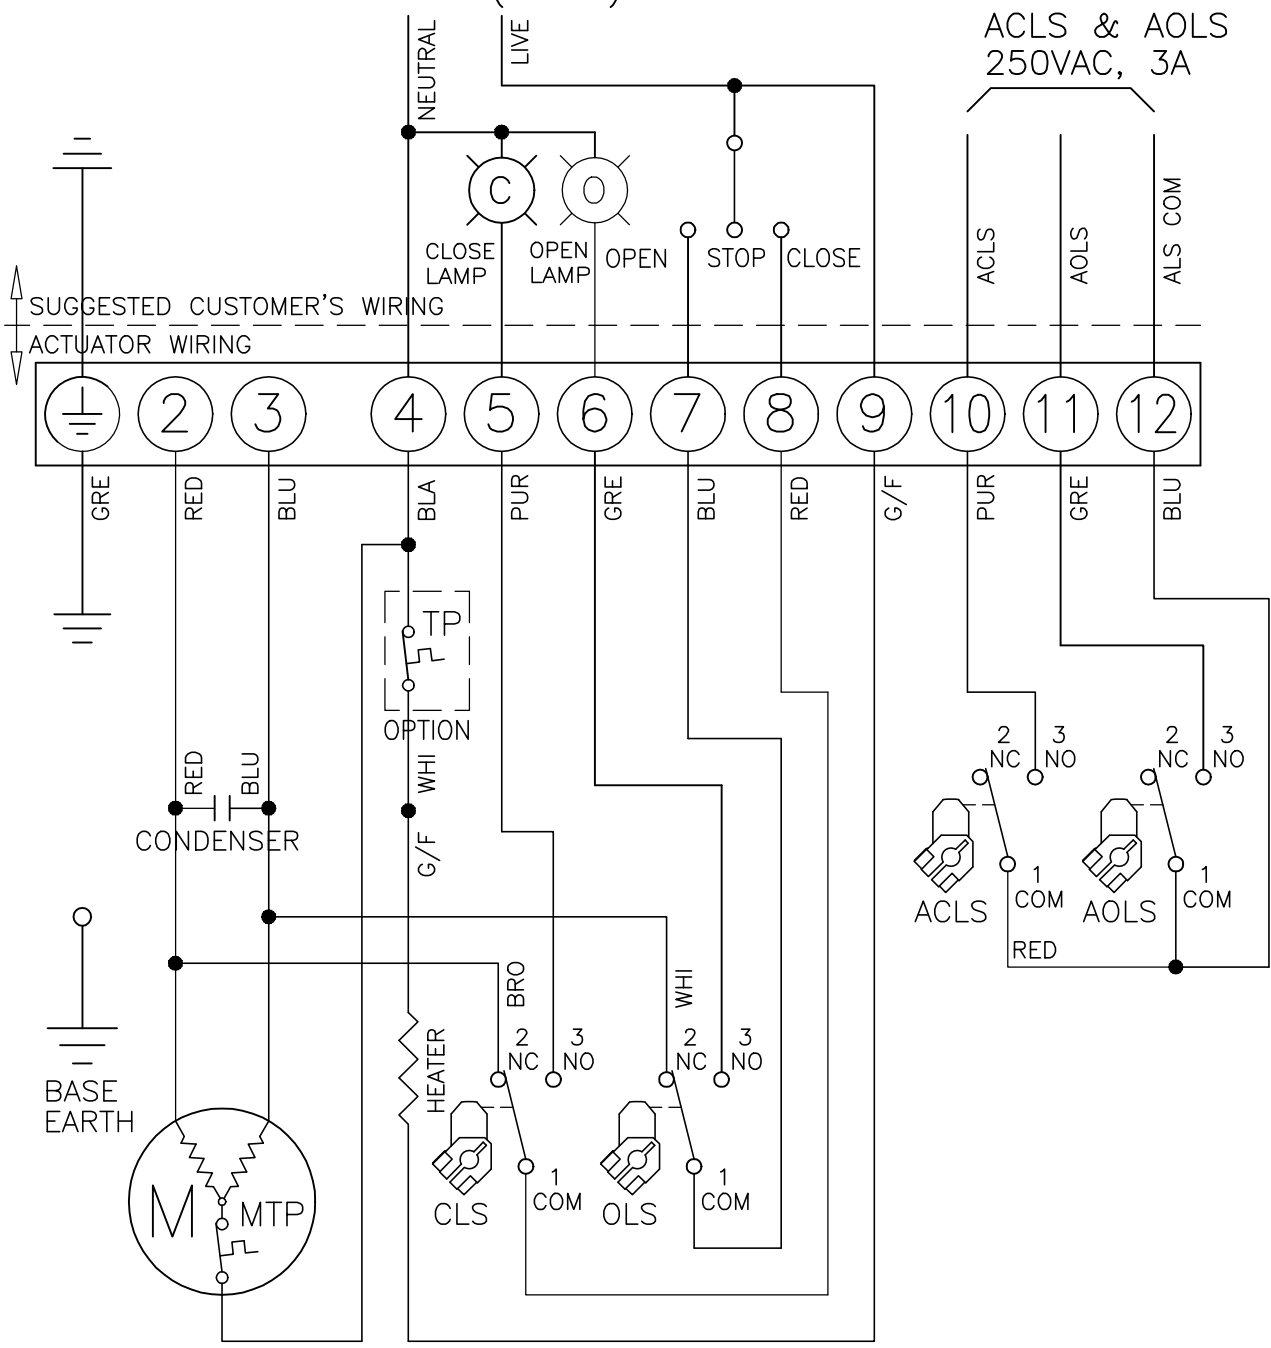 ACLS & AOLS
250VAC, 3A
NEUTRAL
LIVE
C
O
CLOSE
LAMP
OPEN
LAMP
OPEN
STOP
CLOSE
ACLS
AOLS
ALS COM
SUGGESTED CUSTOMER'S WIRING
ACTUATOR WIRING
2
3
4
5
6
7
8
9
10
11
12
GRE
RED
BLU
BLA
PUR
GRE
BLU
RED
G/F
PUR
GRE
BLU
TP
OPTION
RED
BLU
WHI
CONDENSER
G/F
2
NC
3
NO
2
NC
3
NO
1
COM
1
COM
ACLS
AOLS
RED
BRO
WHI
HEATER
2
NC
3
NO
2
NC
3
NO
BASE
EARTH
1
COM
1
COM
M
MTP
CLS
OLS